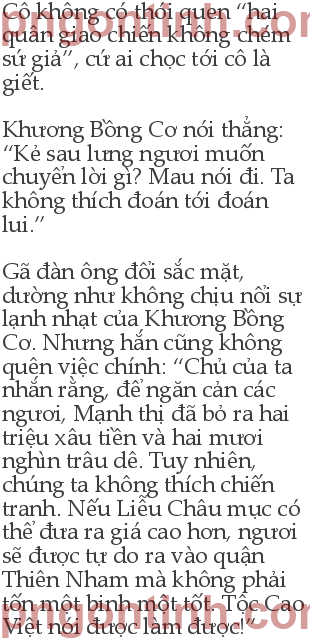 Cô không có thói quen “hai
quân giao chiến không chém
sứ giả”, cứ ai chọc tới cô là
giết.
Khương Bồng Cơ nói thẳng:
“Kẻ sau lưng ngươi muốn
chuyển lời gì? Mau nói đi. Ta
không thích đoán tới đoán
lui.”
Gã đàn ông đổi sắc mặt,
dường như không chịu nổi sự
lạnh nhạt của Khương Bồng
Cơ. Nhưng hắn cũng không
quên việc chính: “Chủ của ta
nhắn rằng, để ngăn cản các
ngươi, Mạnh thị đã bỏ ra hai
triệu xâu tiền và hai mươi
nghìn trâu dê. Tuy nhiên,
chúng ta không thích chiến
tranh. Nếu Liễu Châu mục có
thể đưa ra giá cao hơn, ngươi
sẽ được tự do ra vào quận
Thiên Nham mà không phải
tốn một binh một tốt. Tộc Cao
Việt nói được làm được!”
pngontinh.com
pngontinh.com